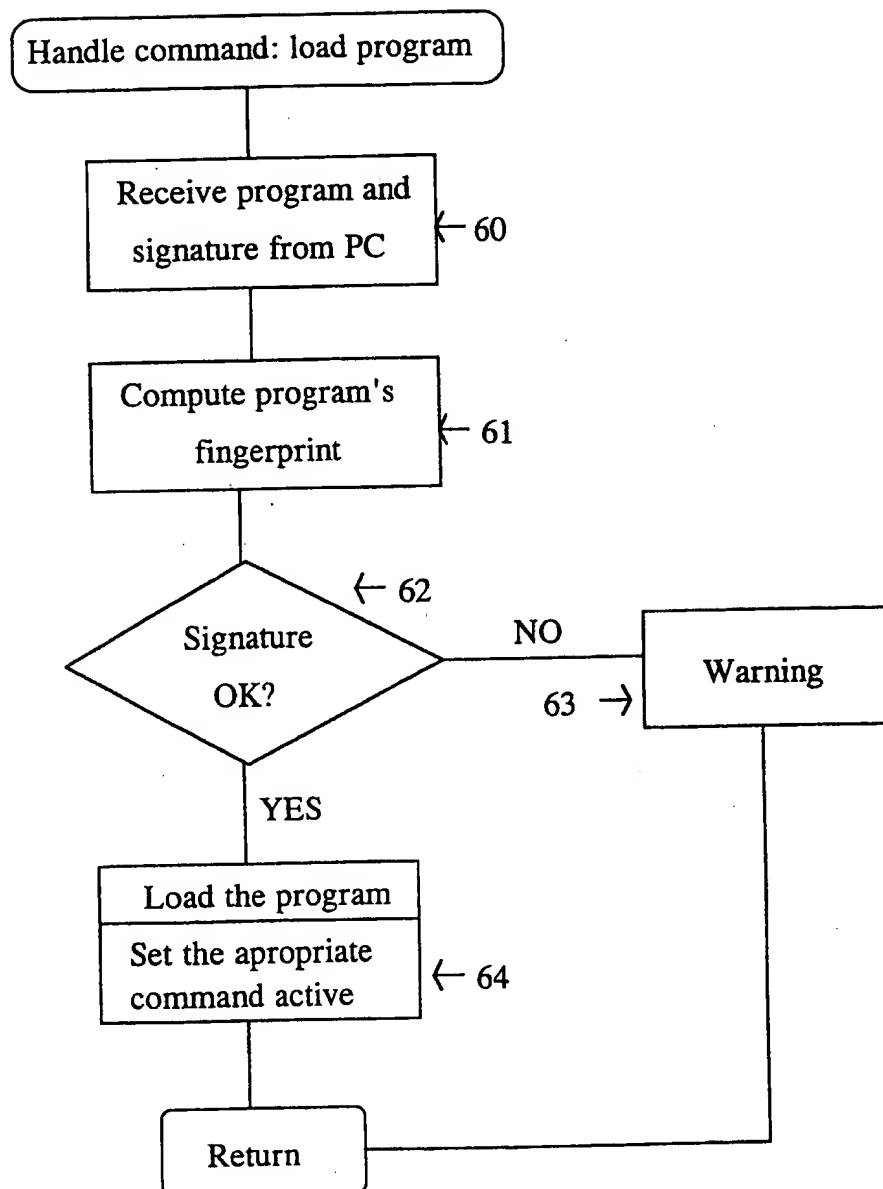 Handle command: load program
Receive program and
signature from PC
← 60
Compute program's
fingerprint
← 61
← 62
Signature
OK?
NO
63 →
Warning
YES
Load the program
Set the apropriate
command active
← 64
Return